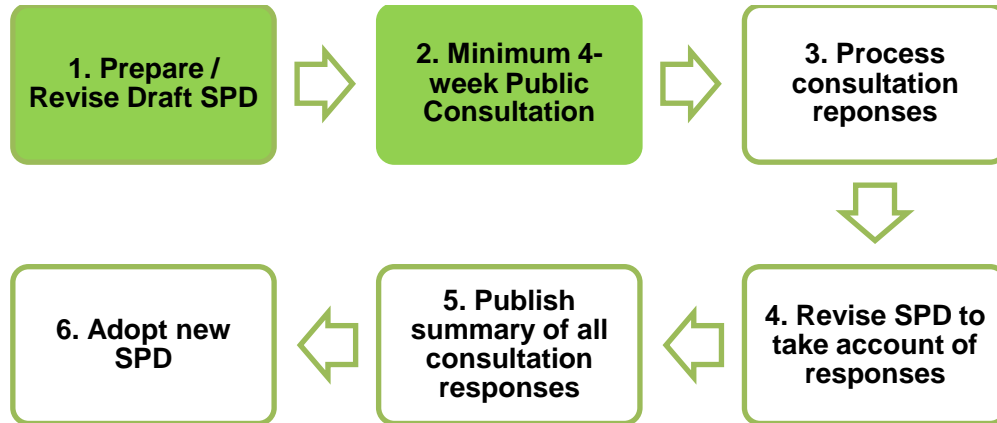 1. Prepare /
Revise Draft SPD
2. Minimum 4-
week Public
Consultation
3. Process
consultation
reponses
4. Revise SPD to
take account of
responses
5. Publish
summary of all
consultation
responses
6. Adopt new
SPD